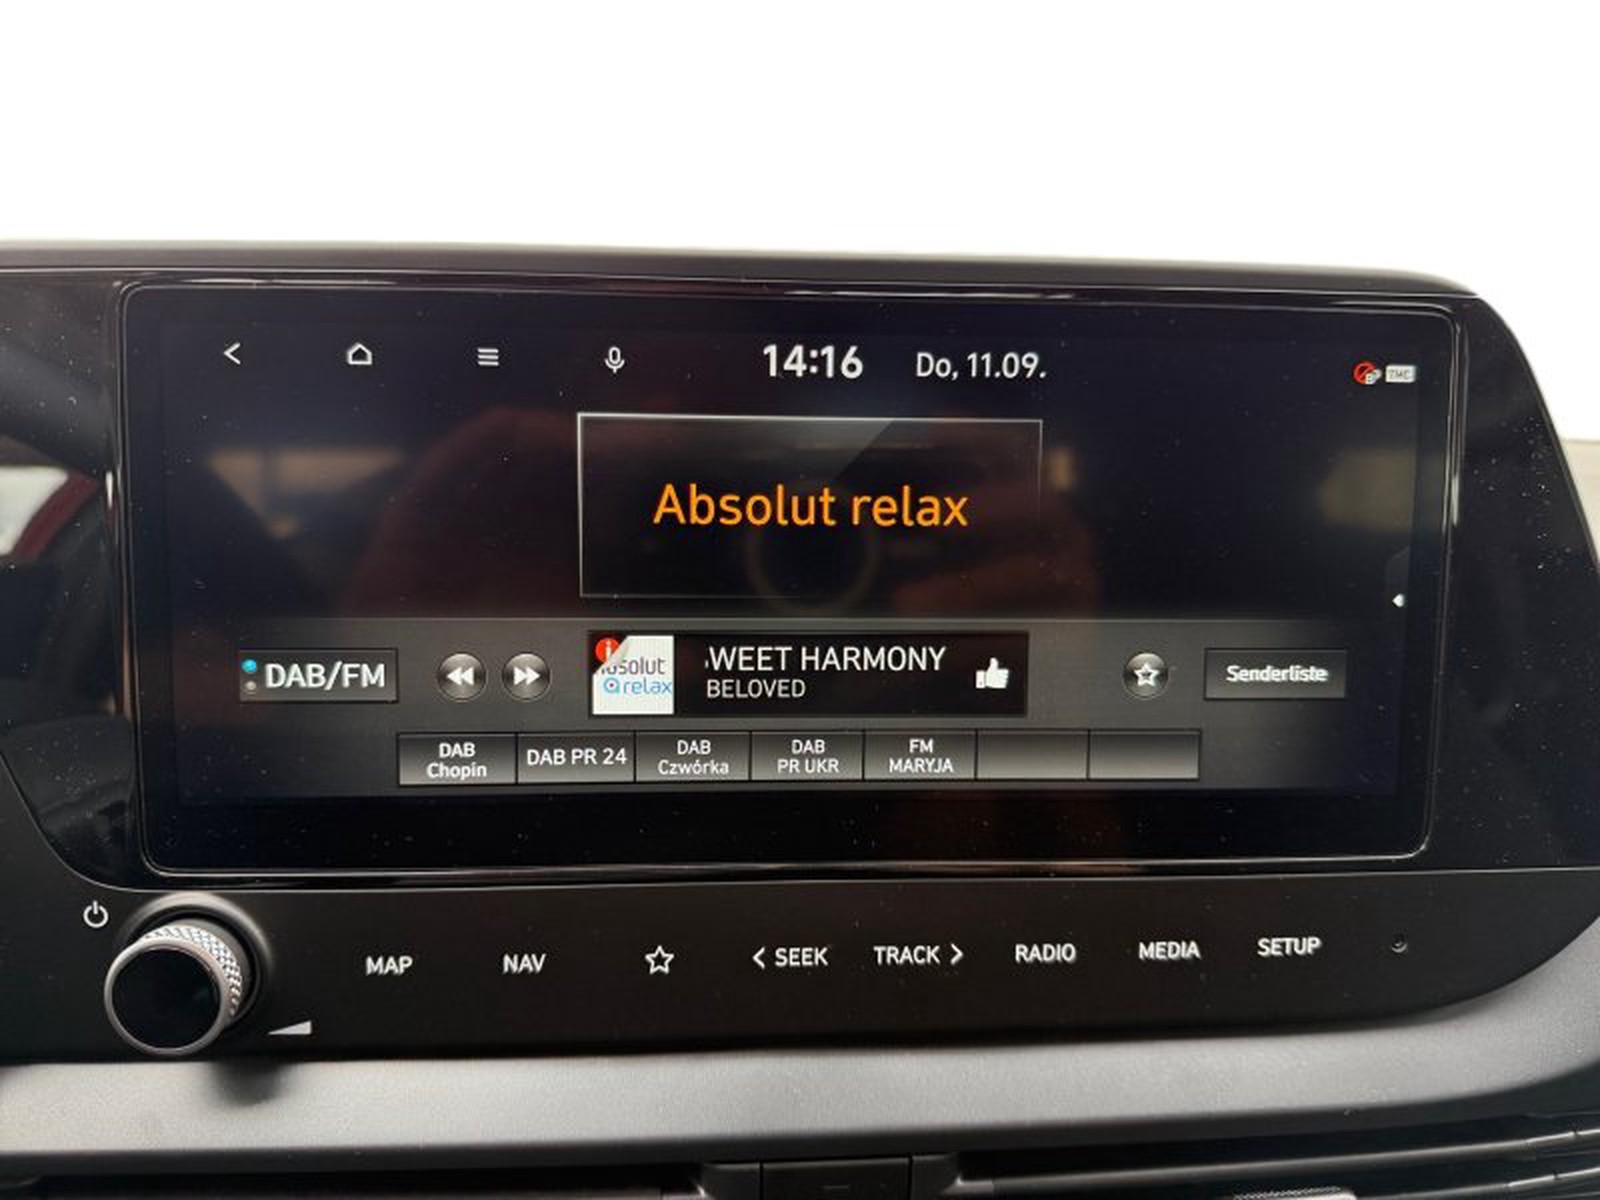 14:16 Do, 11.09.
TMC
Absolut relax
DAB/FM
absolut
relax
WEET HARMONY
BELOVED
Senderliste
DAB
Chopin
DAB PR 24
DAB
Czwórka
DAB
PR UKR
FM
MARYJA
MAP
NAV
< SEEK
TRACK >
RADIO
MEDIA
SETUP